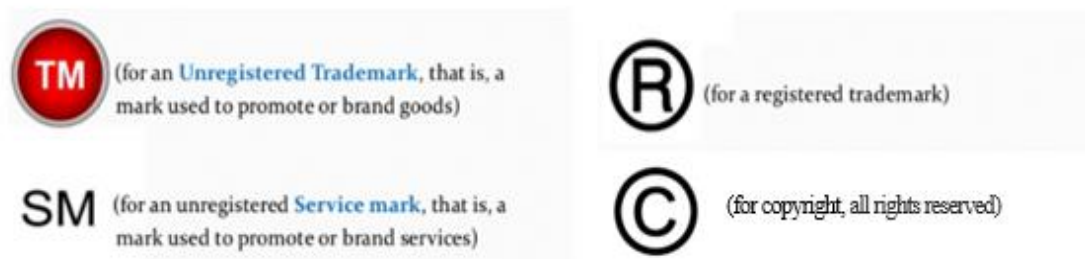 TM (for an Unregistered Trademark, that is, a
mark used to promote or brand goods)
Ⓡ (for a registered trademark)
SM (for an unregistered Service mark, that is, a
mark used to promote or brand services)
© (for copyright, all rights reserved)